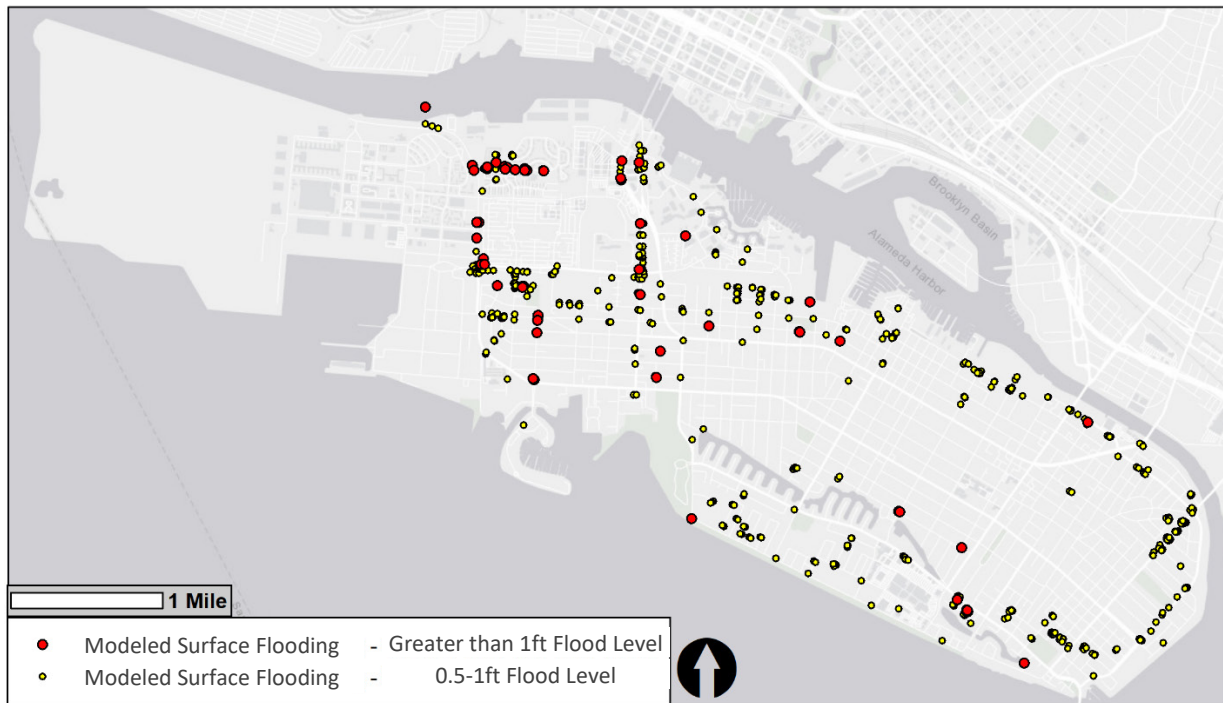 Brooklyn Basin
Alameda Harbor
1 Mile
Modeled Surface Flooding - Greater than 1ft Flood Level
Modeled Surface Flooding - 0.5-1ft Flood Level